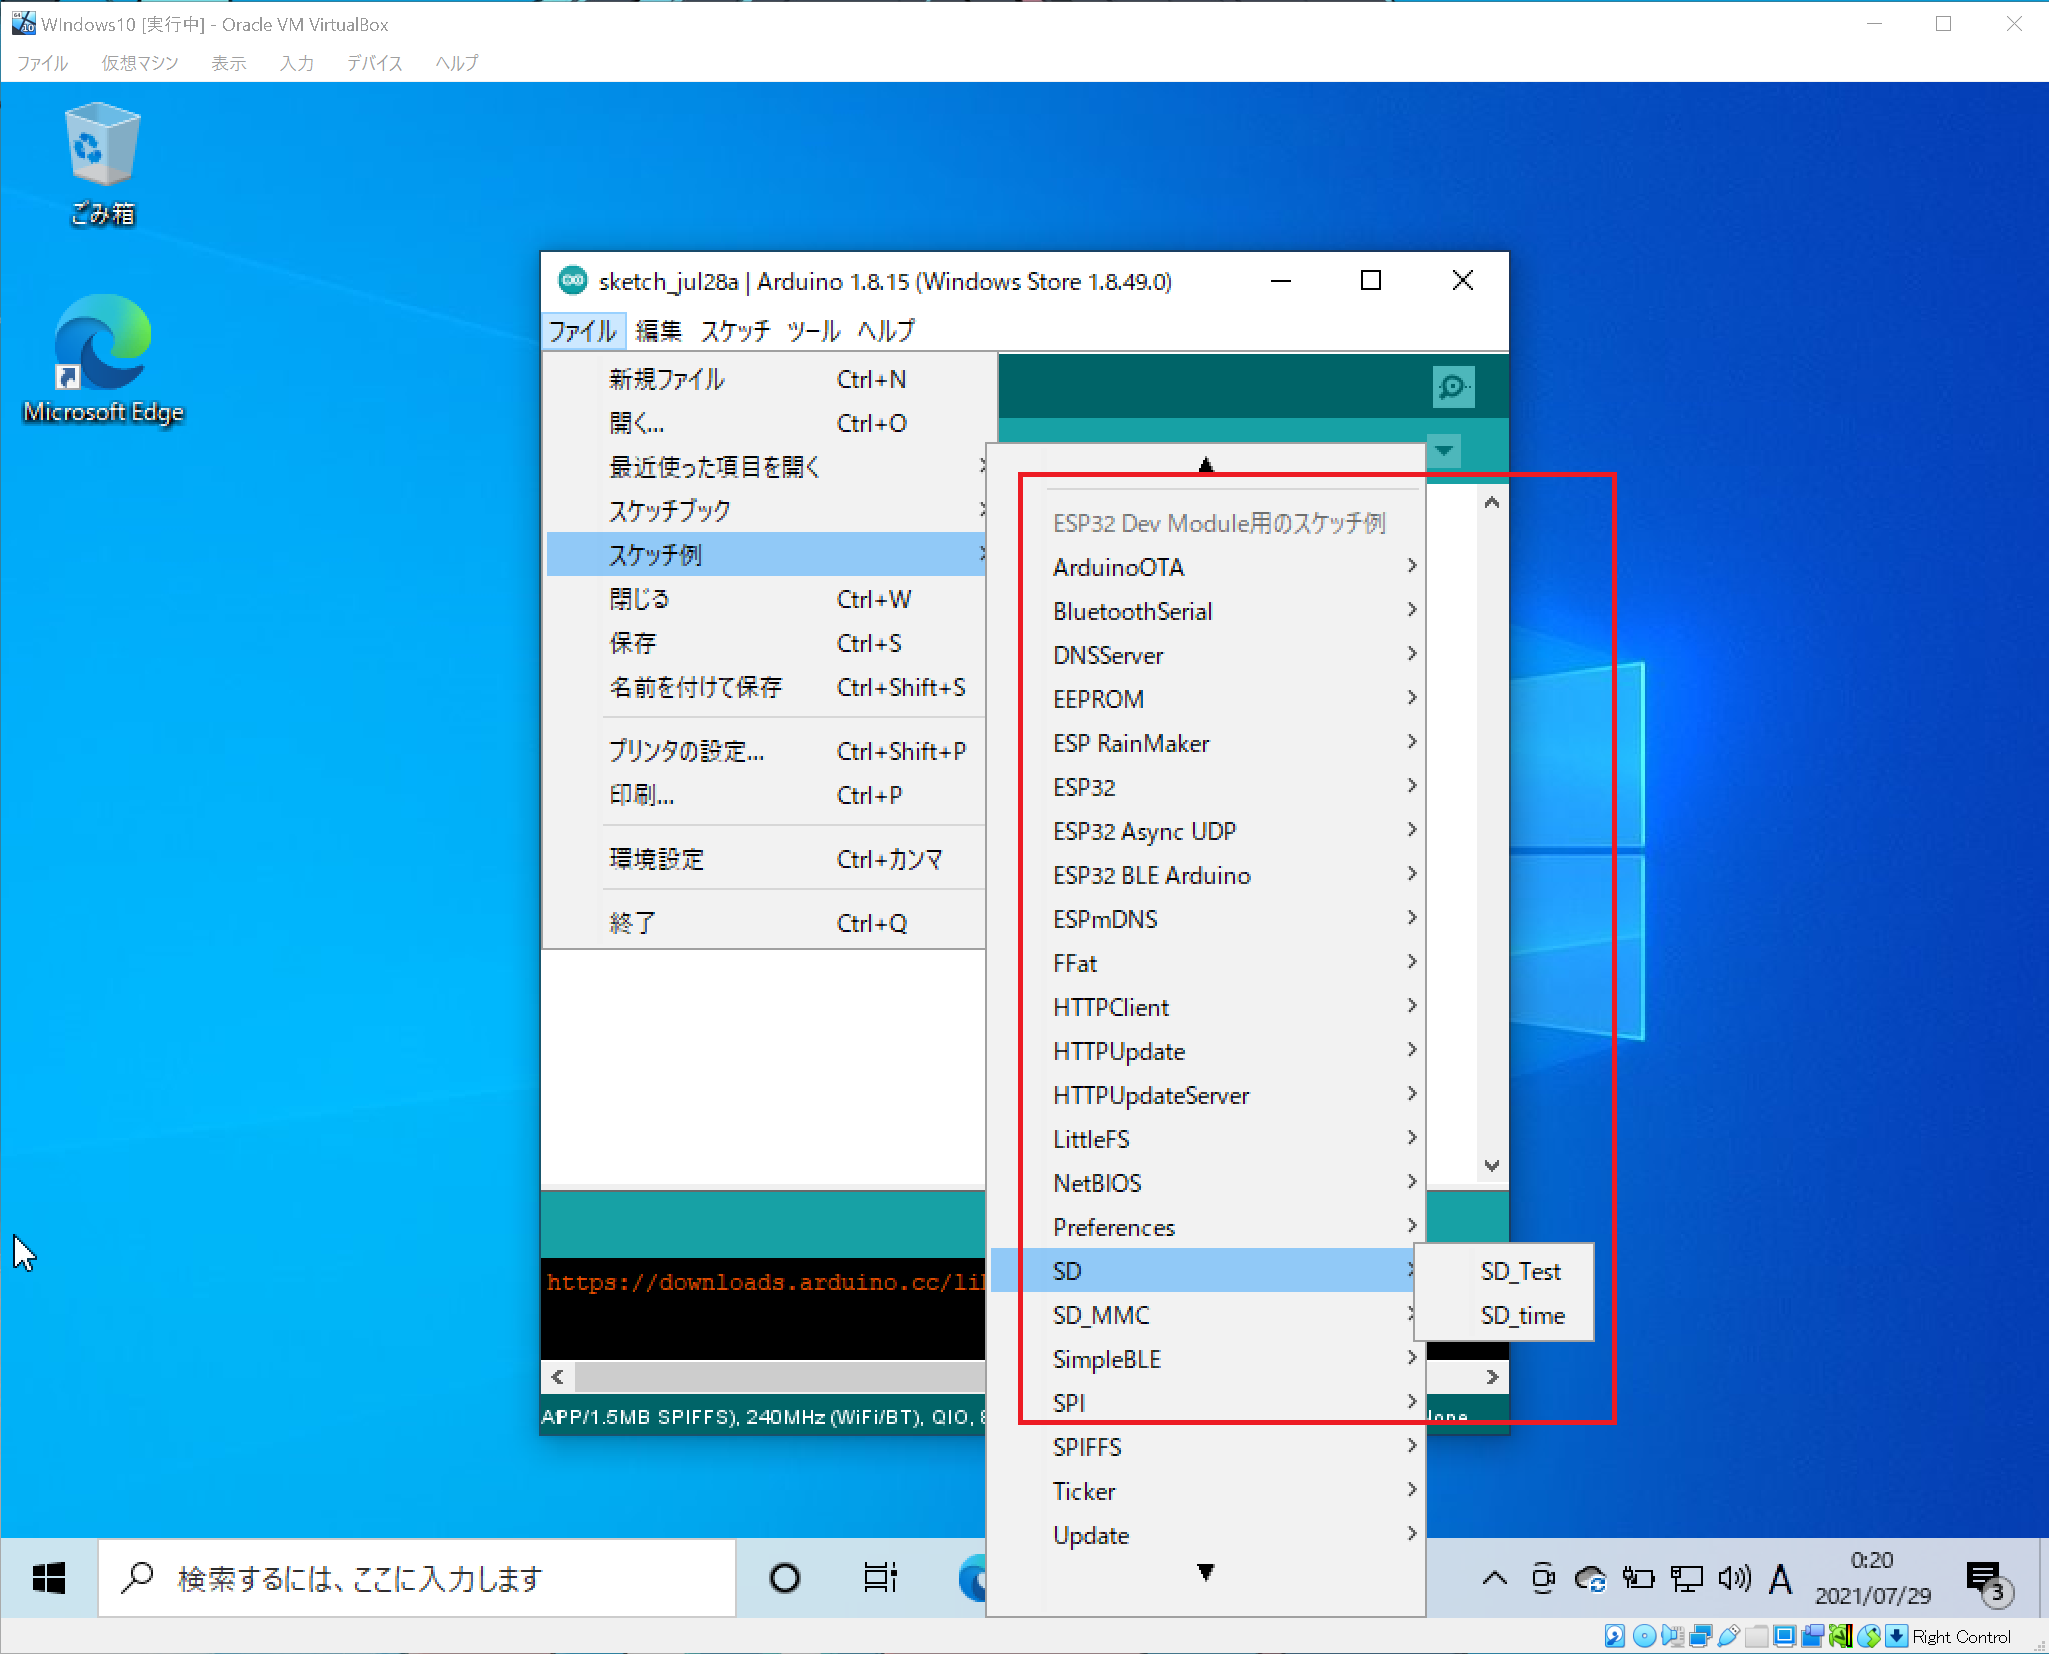 WIndows10 [実行中] - Oracle VM VirtualBox
ファイル 仮想マシン 表示 入力 デバイス ヘルプ
ごみ箱
Microsoft Edge
sketch_jul28a | Arduino 1.8.15 (Windows Store 1.8.49.0)
ファイル 編集 スケッチ ツール ヘルプ
新規ファイル Ctrl+N
開く... Ctrl+O
最近使った項目を開く
スケッチブック
スケッチ例
閉じる Ctrl+W
保存 Ctrl+S
名前を付けて保存 Ctrl+Shift+S
プリンタの設定... Ctrl+Shift+P
印刷... Ctrl+P
環境設定 Ctrl+カンマ
終了 Ctrl+Q
ESP32 Dev Module用のスケッチ例
ArduinoOTA
BluetoothSerial
DNSServer
EEPROM
ESP RainMaker
ESP32
ESP32 Async UDP
ESP32 BLE Arduino
ESPmDNS
FFat
HTTPClient
HTTPUpdate
HTTPUpdateServer
LittleFS
NetBIOS
Preferences
SD
SD_MMC
SimpleBLE
SPI
SPIFFS
Ticker
Update
SD_Test
SD_time
https://downloads.arduino.cc/li
APP/1.5MB SPIFFS), 240MHz (WiFi/BT), QIO,
検索するには、ここに入力します
A
0:20
2021/07/29
3
Right Control